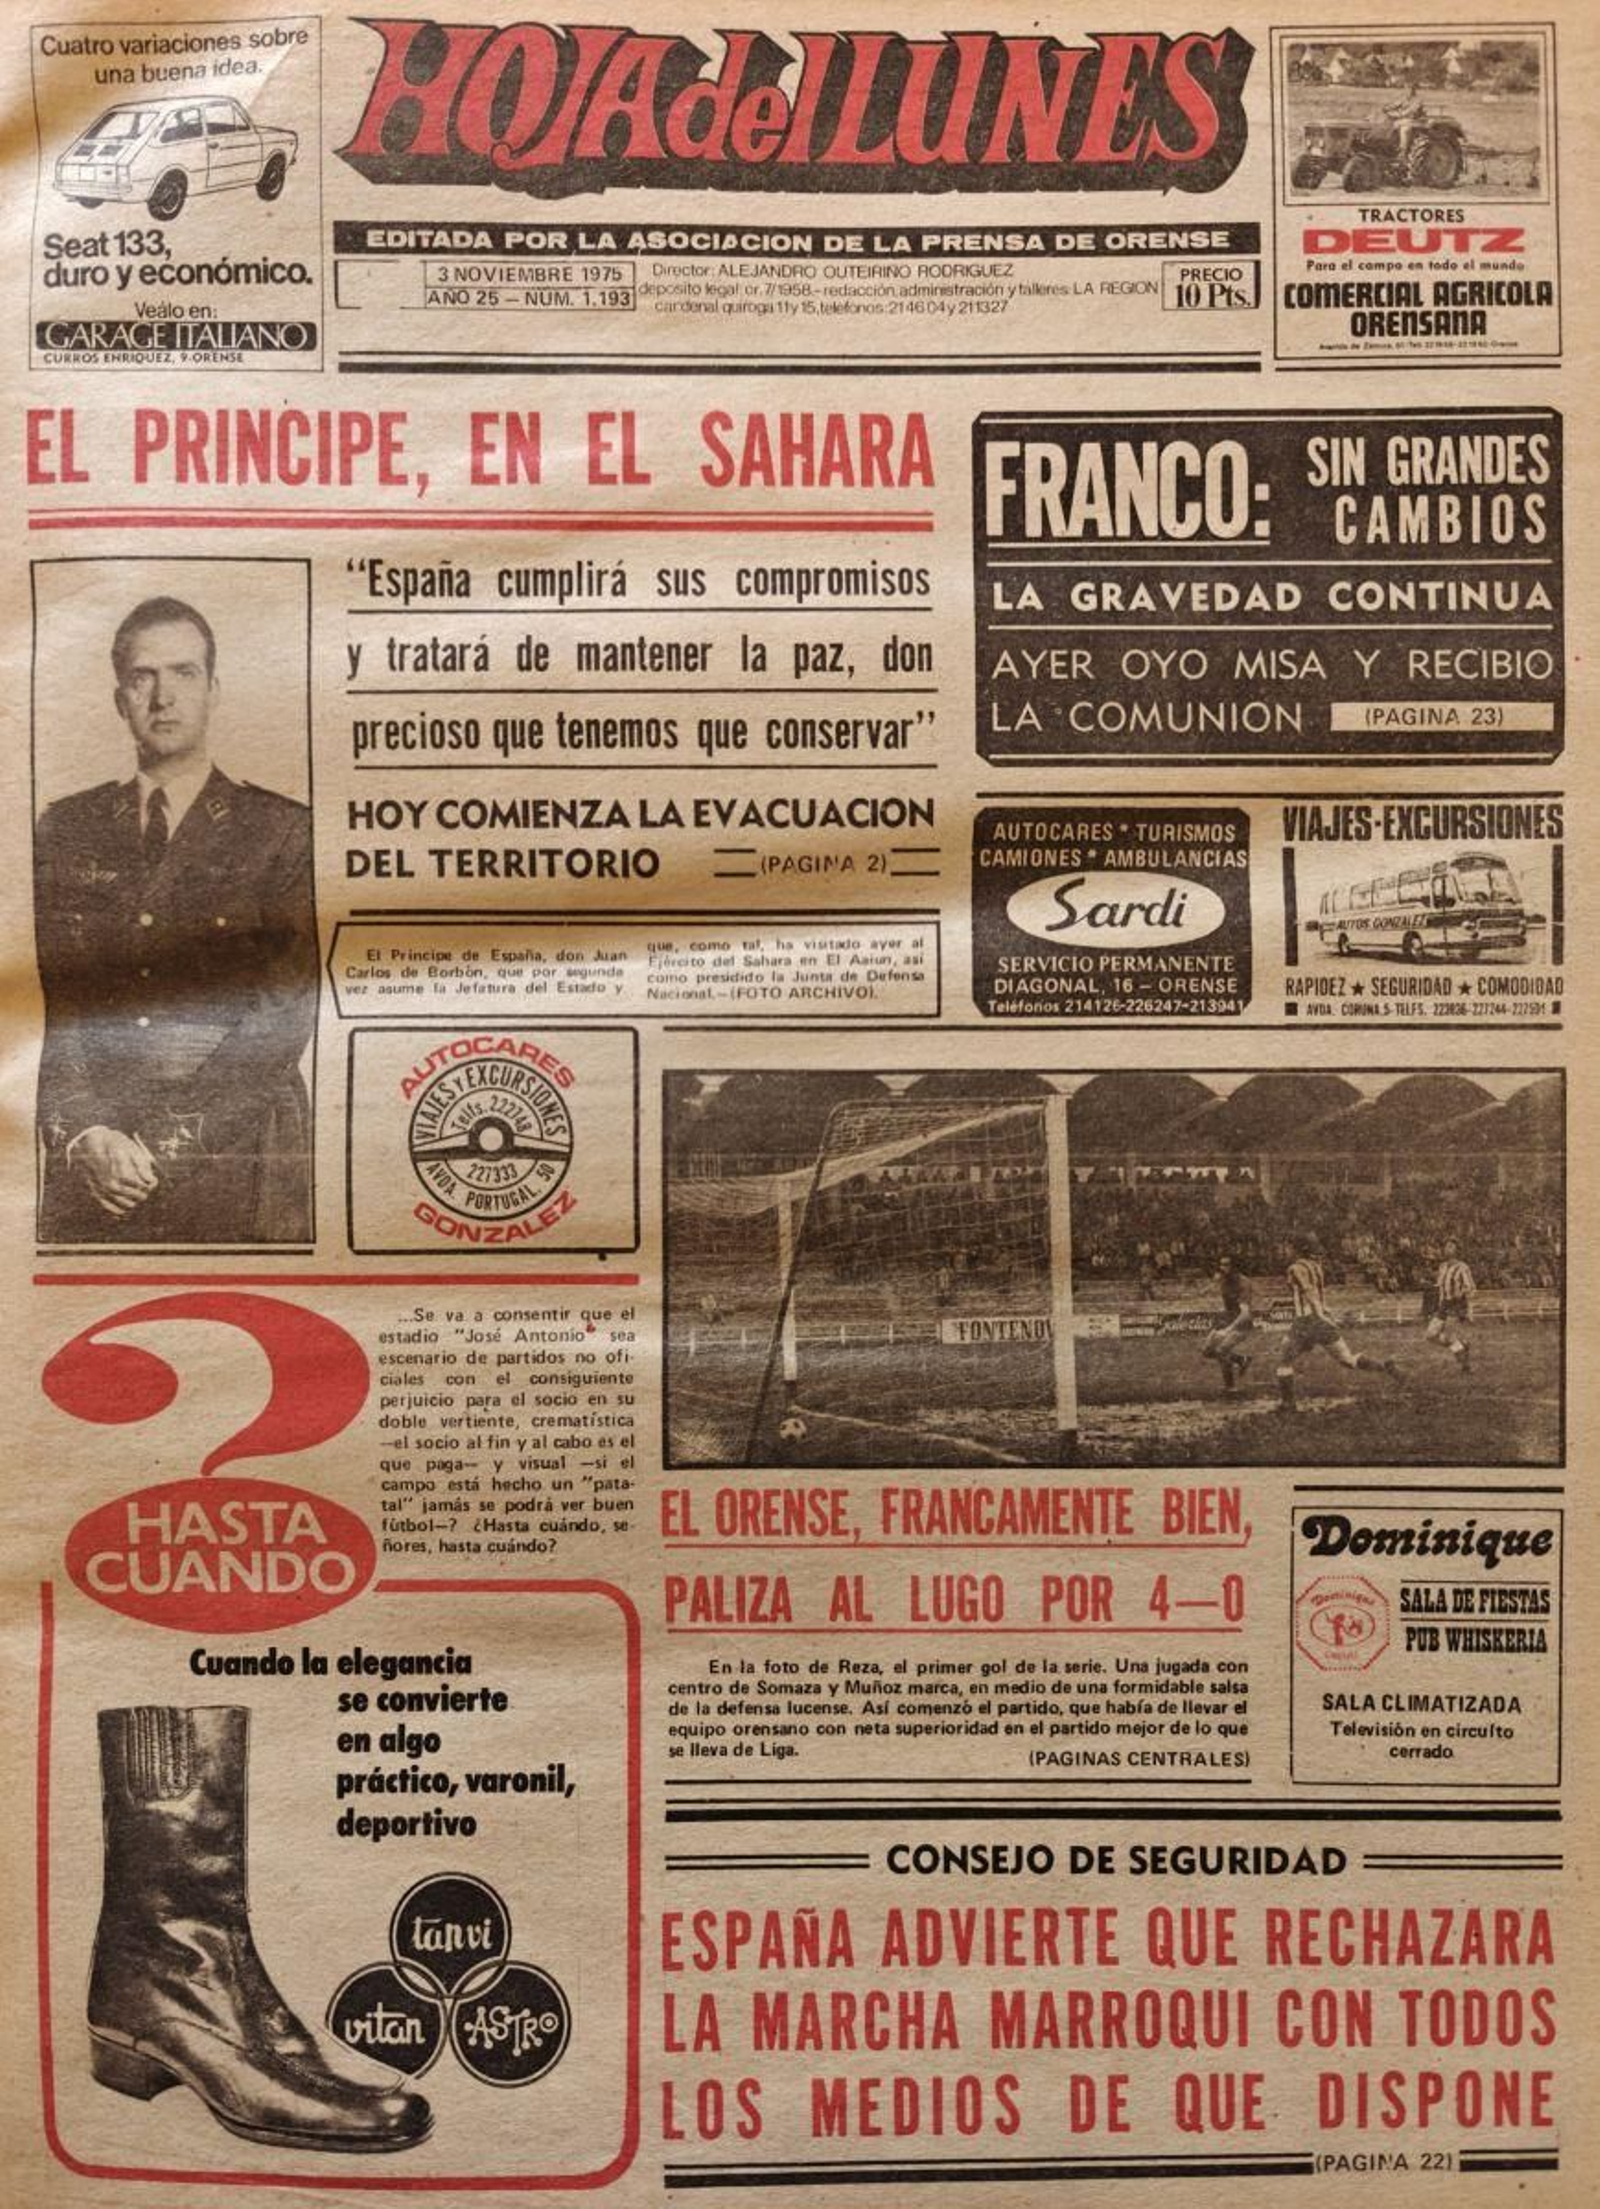 Cuatro variaciones sobre
una buena idea.
Seat 133,
duro y económico.
Veálo en:
GARAGE ITALIANO
CURROS ENRIQUEZ, 9-ORENSE
HOJA del LUNES
EDITADA POR LA ASOCIACION DE LA PRENSA DE ORENSE
3 NOVIEMBRE 1975
AÑO 25 — NUM. 1.193
Director: ALEJANDRO OUTEIRINO RODRIGUEZ
deposito legal: or. 7/1958.- redacción, administración y talleres: LA REGION
cardenal quiroga 11 y 15, telefonos: 21 46 04 y 211327
PRECIO
10 Pts.
TRACTORES
DEUTZ
Para el campo en todo el mundo
COMERCIAL AGRICOLA
ORENSANA
EL PRINCIPE, EN EL SAHARA
"España cumplirá sus compromisos
y tratará de mantener la paz, don
precioso que tenemos que conservar"
HOY COMIENZA LA EVACUACION
DEL TERRITORIO (PAGINA 2)
El Príncipe de España, don Juan
Carlos de Borbón, que por segunda
vez asume la Jefatura del Estado y
que, como tal, ha visitado ayer al
Ejército del Sahara en El Aaiun, así
como presidido la Junta de Defensa
Nacional.—(FOTO ARCHIVO).
FRANCO: SIN GRANDES
CAMBIOS
LA GRAVEDAD CONTINUA
AYER OYO MISA Y RECIBIO
LA COMUNION (PAGINA 23)
AUTOCARES * TURISMOS
CAMIONES * AMBULANCIAS
Sardi
SERVICIO PERMANENTE
DIAGONAL, 16 — ORENSE
Teléfonos 214126-226247-213941
VIAJES-EXCURSIONES
AUTOS GONZALEZ
RAPIDEZ ★ SEGURIDAD ★ COMODIDAD
AVDA. CORUNA, 5-TELFS. 223836-227244-222501
AUTOCARES
VIAJES Y EXCURSIONES
Telfs. 222748
227333
AVDA. PORTUGAL, 50
GONZALEZ
FONTENOV
?
HASTA
CUANDO
...Se va a consentir que el
estadio "José Antonio" sea
escenario de partidos no ofi-
ciales con el consiguiente
perjuicio para el socio en su
doble vertiente, crematística
—el socio al fin y al cabo es el
que paga— y visual —si el
campo está hecho un "pata-
tal" jamás se podrá ver buen
fútbol—? ¿Hasta cuándo, se-
ñores, hasta cuándo?
Cuando la elegancia
se convierte
en algo
práctico, varonil,
deportivo
tanvi
vitan
ASTRO
EL ORENSE, FRANCAMENTE BIEN,
PALIZA AL LUGO POR 4—0
En la foto de Reza, el primer gol de la serie. Una jugada con
centro de Somaza y Muñoz marca, en medio de una formidable salsa
de la defensa lucense. Así comenzó el partido, que había de llevar el
equipo orensano con neta superioridad en el partido mejor de lo que
se lleva de Liga.
(PAGINAS CENTRALES)
Dominique
Dominique
SALA DE FIESTAS
PUB WHISKERIA
SALA CLIMATIZADA
Televisión en circuíto
cerrado
CONSEJO DE SEGURIDAD
ESPAÑA ADVIERTE QUE RECHAZARA
LA MARCHA MARROQUI CON TODOS
LOS MEDIOS DE QUE DISPONE
(PAGINA 22)